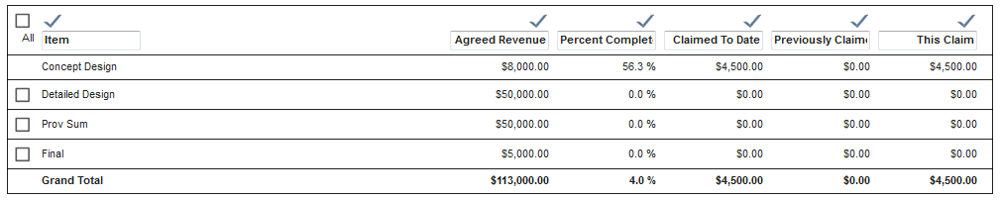 All Item Agreed Revenue Percent Complet Claimed To Date Previously Claim This Claim
Concept Design $8,000.00 56.3 % $4,500.00 $0.00 $4,500.00
Detailed Design $50,000.00 0.0 % $0.00 $0.00 $0.00
Prov Sum $50,000.00 0.0 % $0.00 $0.00 $0.00
Final $5,000.00 0.0 % $0.00 $0.00 $0.00
Grand Total $113,000.00 4.0 % $4,500.00 $0.00 $4,500.00